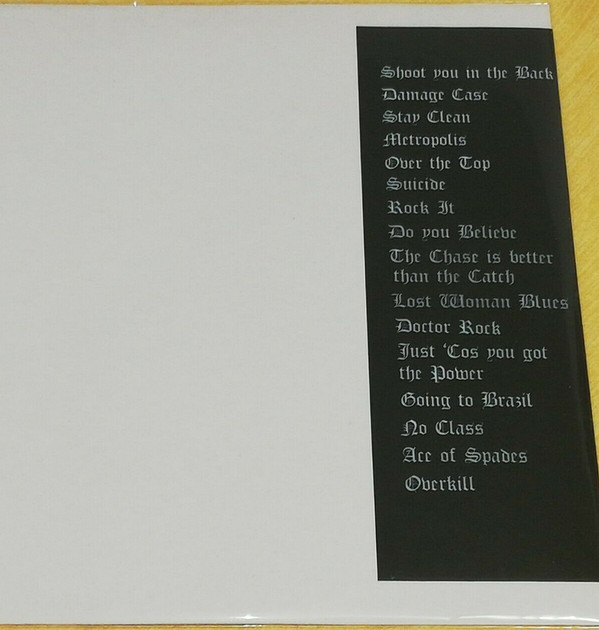 Shoot you in the Back
Damage Case
Stay Clean
Metropolis
Over the Top
Suicide
Rock It
Do you Believe
The Chase is better
than the Catch
Lost Woman Blues
Doctor Rock
Just 'Cos you got
the Power
Going to Brazil
No Class
Ace of Spades
Overkill